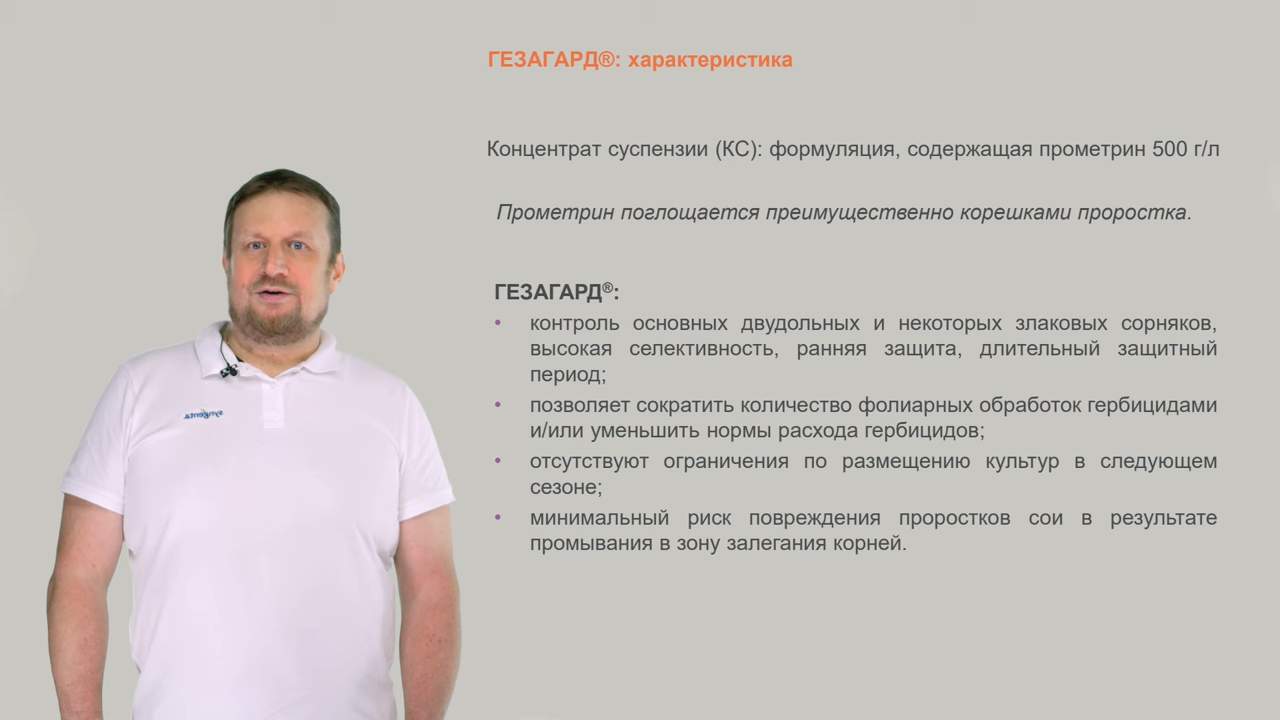 ГЕЗАГАРД®: характеристика
Концентрат суспензии (КС): формуляция, содержащая прометрин 500 г/л
Прометрин поглощается преимущественно корешками проростка.
ГЕЗАГАРД®:
• контроль основных двудольных и некоторых злаковых сорняков,
высокая селективность, ранняя защита, длительный защитный
период;
• позволяет сократить количество фолиарных обработок гербицидами
и/или уменьшить нормы расхода гербицидов;
• отсутствуют ограничения по размещению культур в следующем
сезоне;
• минимальный риск повреждения проростков сои в результате
промывания в зону залегания корней.
syngenta